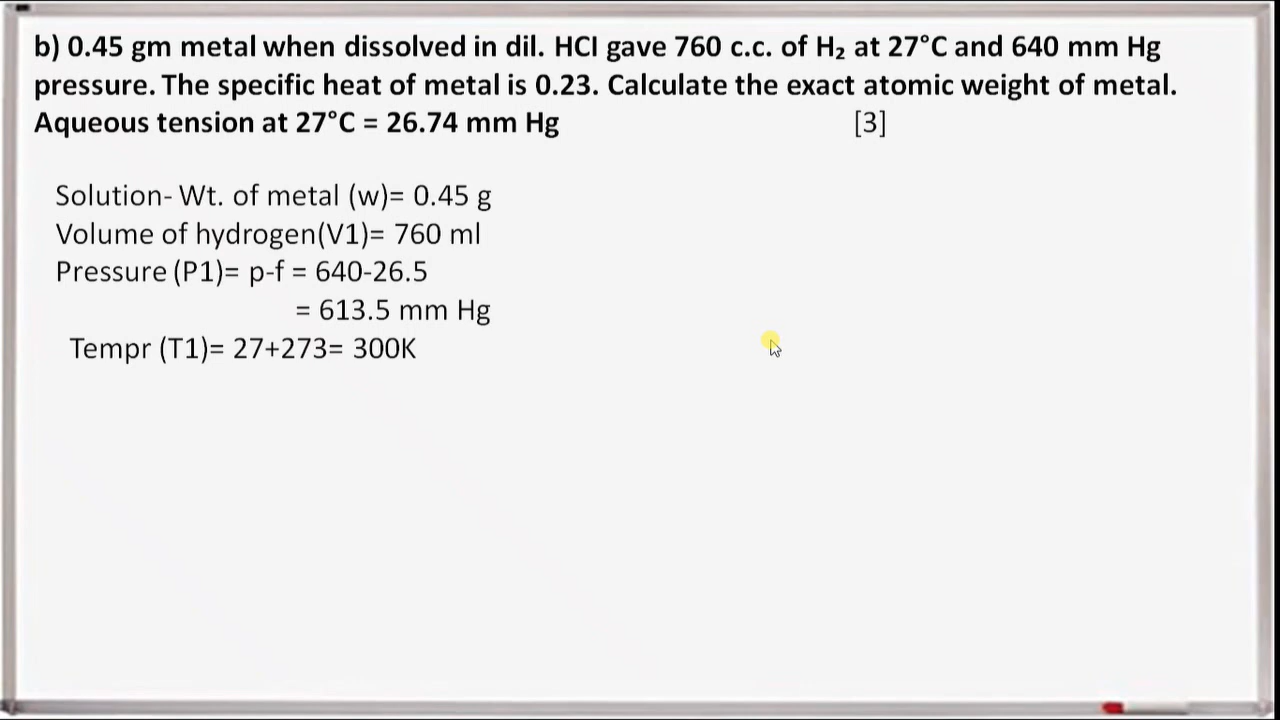 b) 0.45 gm metal when dissolved in dil. HCl gave 760 c.c. of H₂ at 27°C and 640 mm Hg
pressure. The specific heat of metal is 0.23. Calculate the exact atomic weight of metal.
Aqueous tension at 27°C = 26.74 mm Hg [3]
Solution- Wt. of metal (w)= 0.45 g
Volume of hydrogen(V1)= 760 ml
Pressure (P1)= p-f = 640-26.5
= 613.5 mm Hg
Tempr (T1)= 27+273= 300K